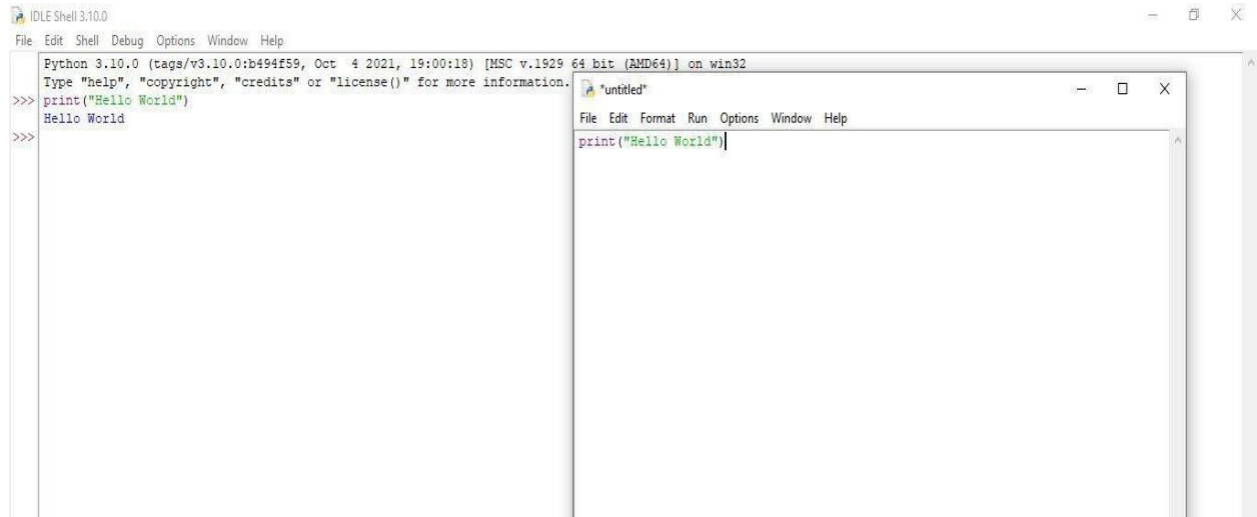 IDLE Shell 3.10.0
File Edit Shell Debug Options Window Help
Python 3.10.0 (tags/v3.10.0:b494f59, Oct  4 2021, 19:00:18) [MSC v.1929 64 bit (AMD64)] on win32
Type "help", "copyright", "credits" or "license()" for more information.
>>> print("Hello World")
Hello World
>>>
*untitled*
File Edit Format Run Options Window Help
print("Hello World")